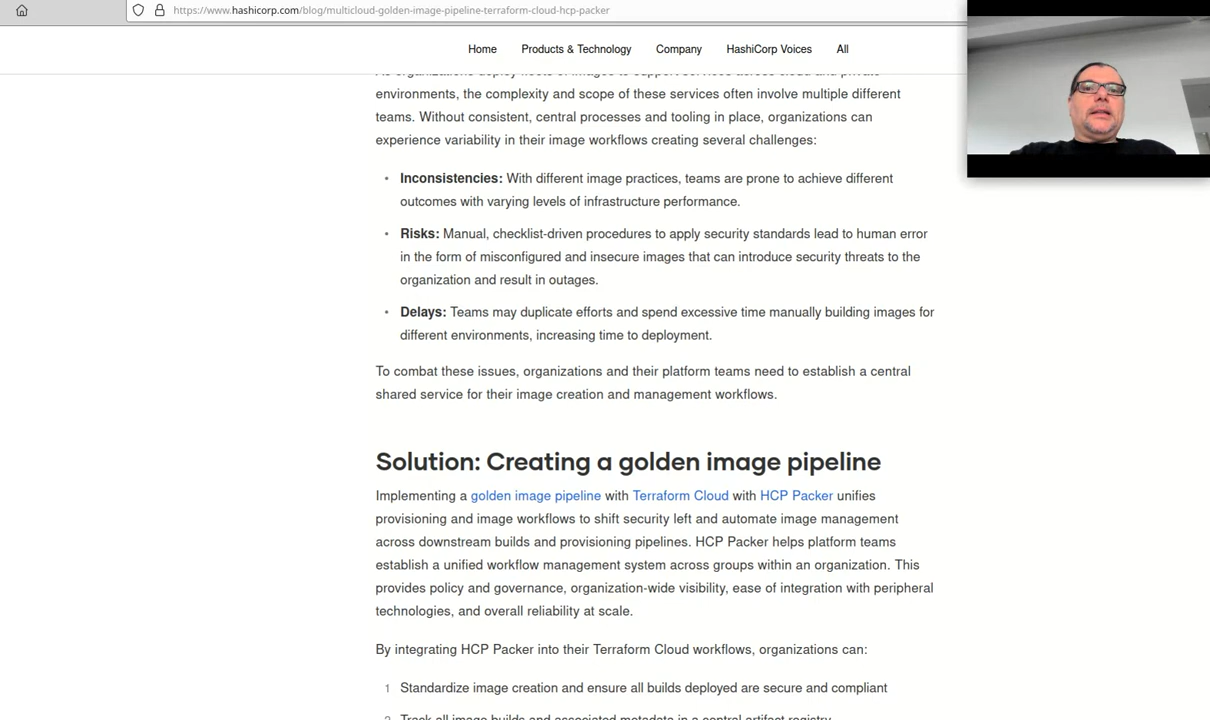 https://www.hashicorp.com/blog/multicloud-golden-image-pipeline-terraform-cloud-hcp-packer
Home Products & Technology Company HashiCorp Voices All
As organizations deploy fleets of images to support services across cloud and private
environments, the complexity and scope of these services often involve multiple different
teams. Without consistent, central processes and tooling in place, organizations can
experience variability in their image workflows creating several challenges:
• Inconsistencies: With different image practices, teams are prone to achieve different
outcomes with varying levels of infrastructure performance.
• Risks: Manual, checklist-driven procedures to apply security standards lead to human error
in the form of misconfigured and insecure images that can introduce security threats to the
organization and result in outages.
• Delays: Teams may duplicate efforts and spend excessive time manually building images for
different environments, increasing time to deployment.
To combat these issues, organizations and their platform teams need to establish a central
shared service for their image creation and management workflows.
Solution: Creating a golden image pipeline
Implementing a golden image pipeline with Terraform Cloud with HCP Packer unifies
provisioning and image workflows to shift security left and automate image management
across downstream builds and provisioning pipelines. HCP Packer helps platform teams
establish a unified workflow management system across groups within an organization. This
provides policy and governance, organization-wide visibility, ease of integration with peripheral
technologies, and overall reliability at scale.
By integrating HCP Packer into their Terraform Cloud workflows, organizations can:
1 Standardize image creation and ensure all builds deployed are secure and compliant
2 Track all image builds and associated metadata in a central artifact registry